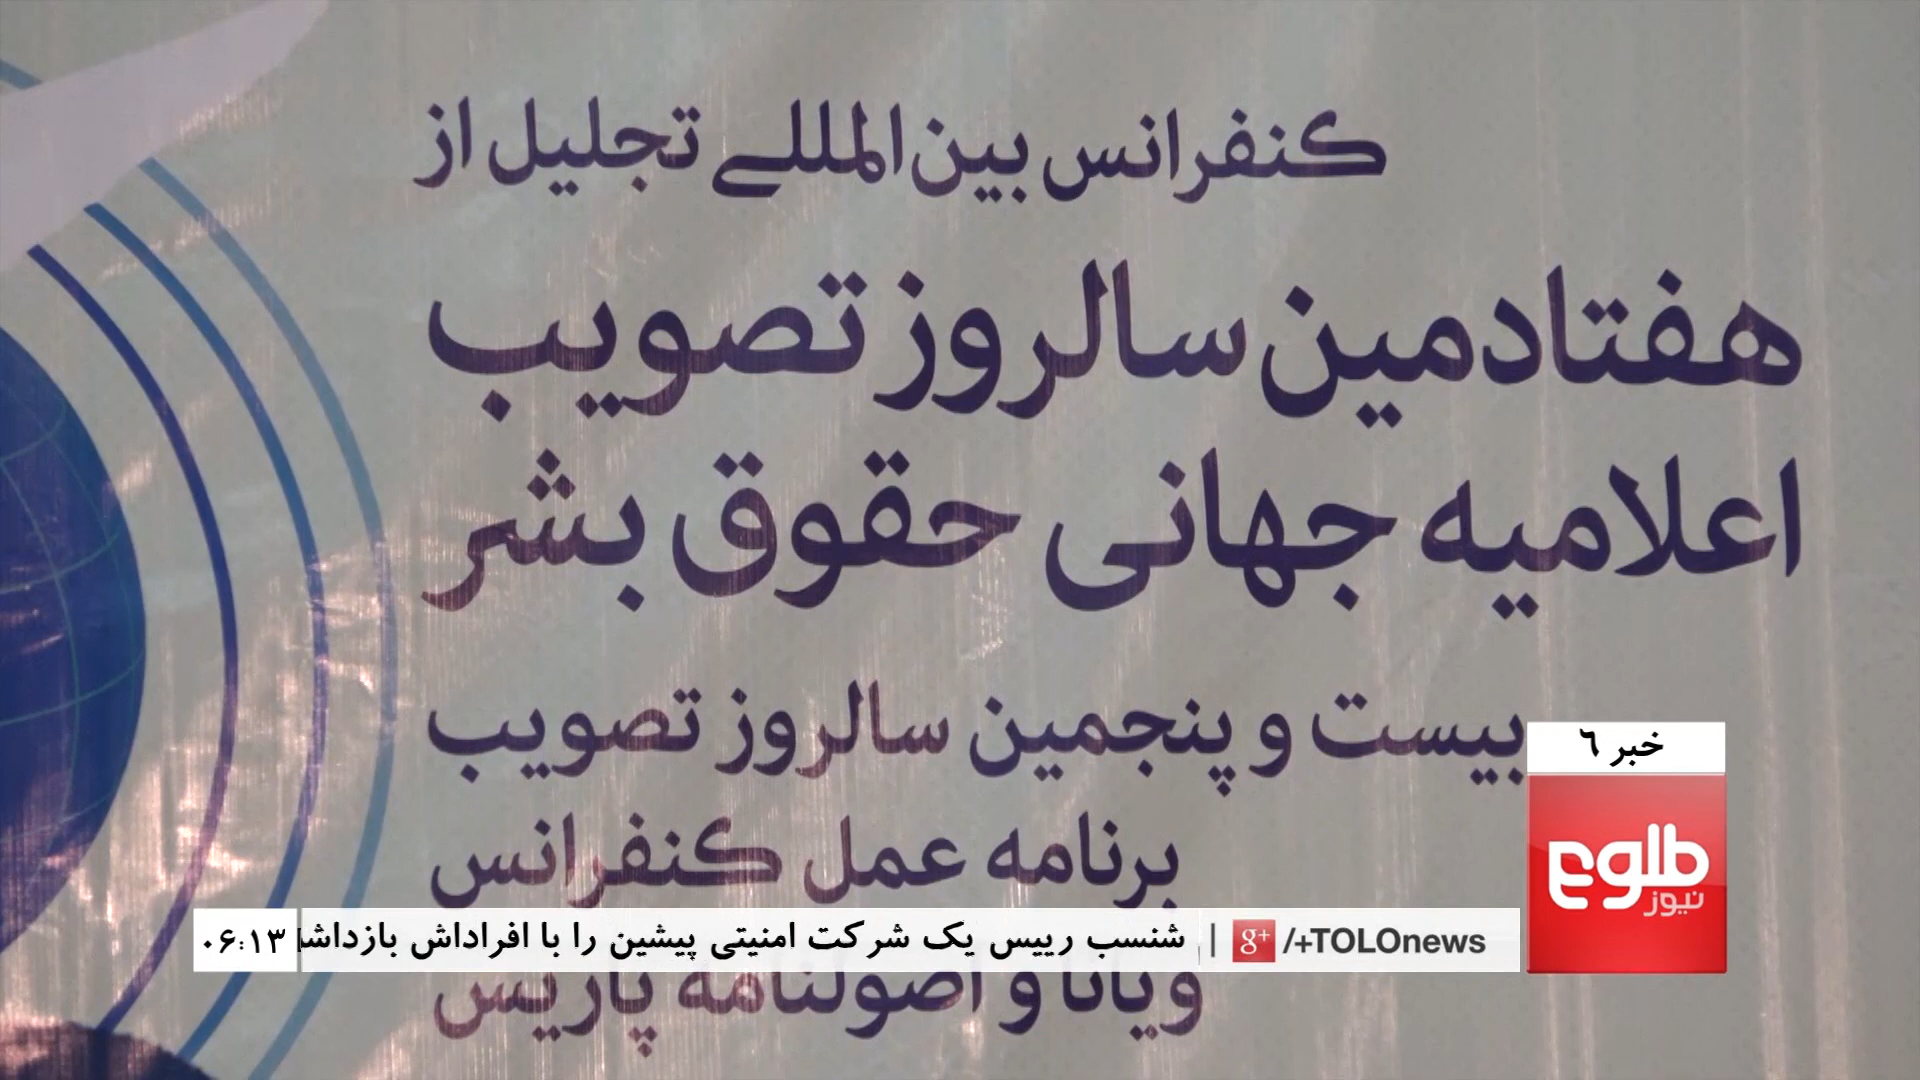 کنفرانس بین‌المللی تجلیل از
هفتادمین سالروز تصویب
اعلامیه جهانی حقوق بشر
بیست و پنجمین سالروز تصویب
برنامه عمل کنفرانس
ویانا و اصولنامه پاریس
خبر ٦
طلوع
نیوز
g+ /+TOLOnews
| شنسب رییس یک شرکت امنیتی پیشین را با افراداش بازداشت
۰۶:۱۳